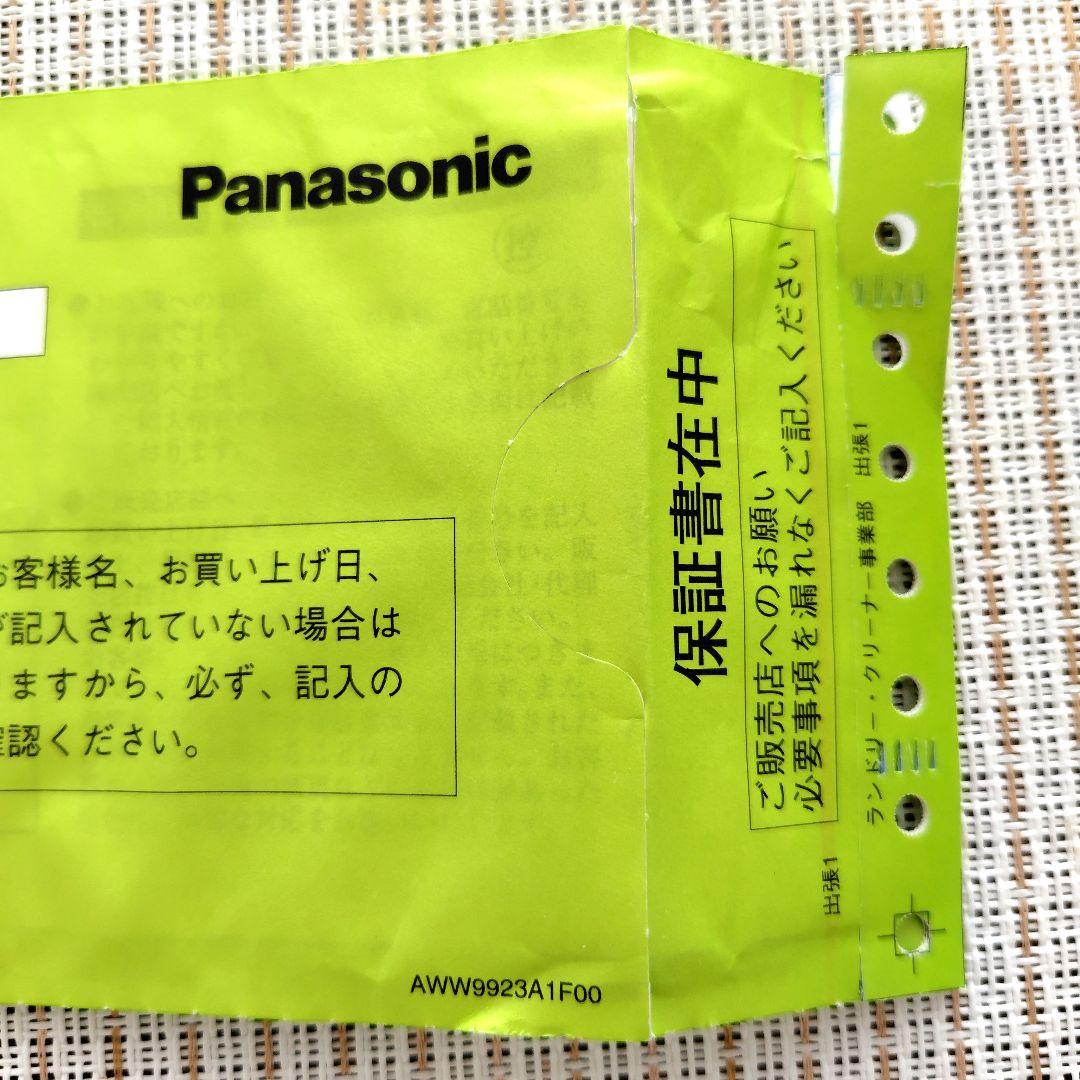 Panasonic
お客様名、お買い上げ日、
が記入されていない場合は
りますから、必ず、記入の
確認ください。
AWW9923A1F00
保証書在中
ご販売店へのお願い
必要事項を漏れなくご記入ください
出張1
ランドリー・クリーナー事業部 出張1